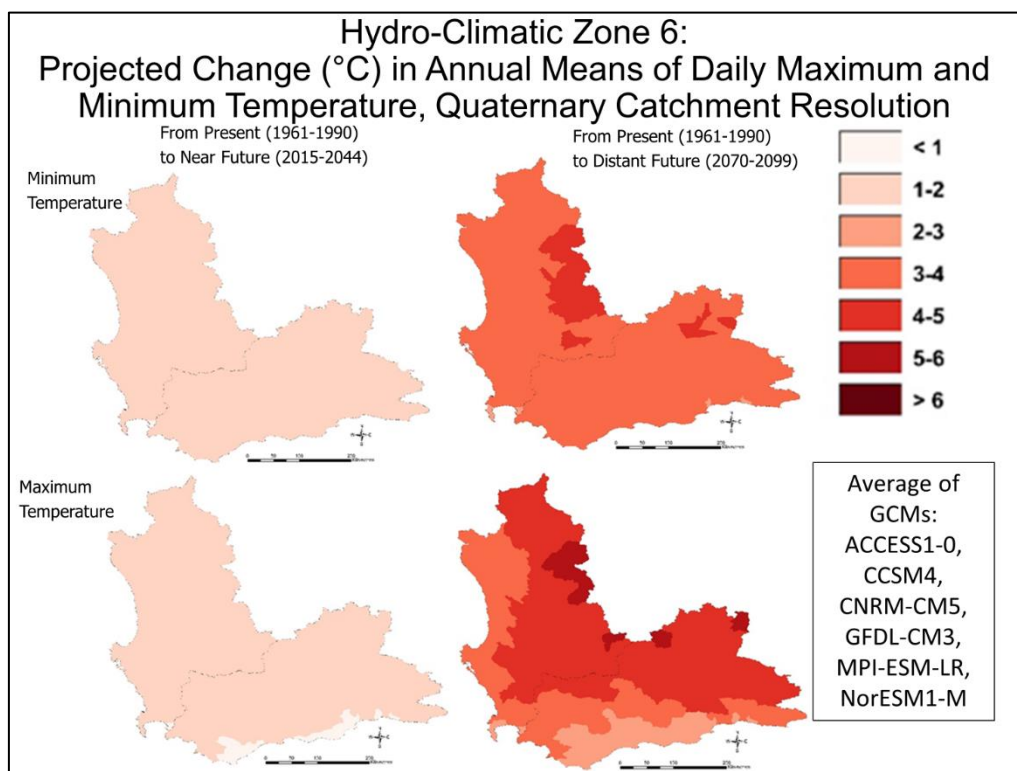 Hydro-Climatic Zone 6:
Projected Change (°C) in Annual Means of Daily Maximum and
Minimum Temperature, Quaternary Catchment Resolution
From Present (1961-1990)
to Near Future (2015-2044)
From Present (1961-1990)
to Distant Future (2070-2099)
Minimum
Temperature
< 1
1-2
2-3
3-4
4-5
5-6
> 6
Maximum
Temperature
Average of
GCMs:
ACCESS1-0,
CCSM4,
CNRM-CM5,
GFDL-CM3,
MPI-ESM-LR,
NorESM1-M